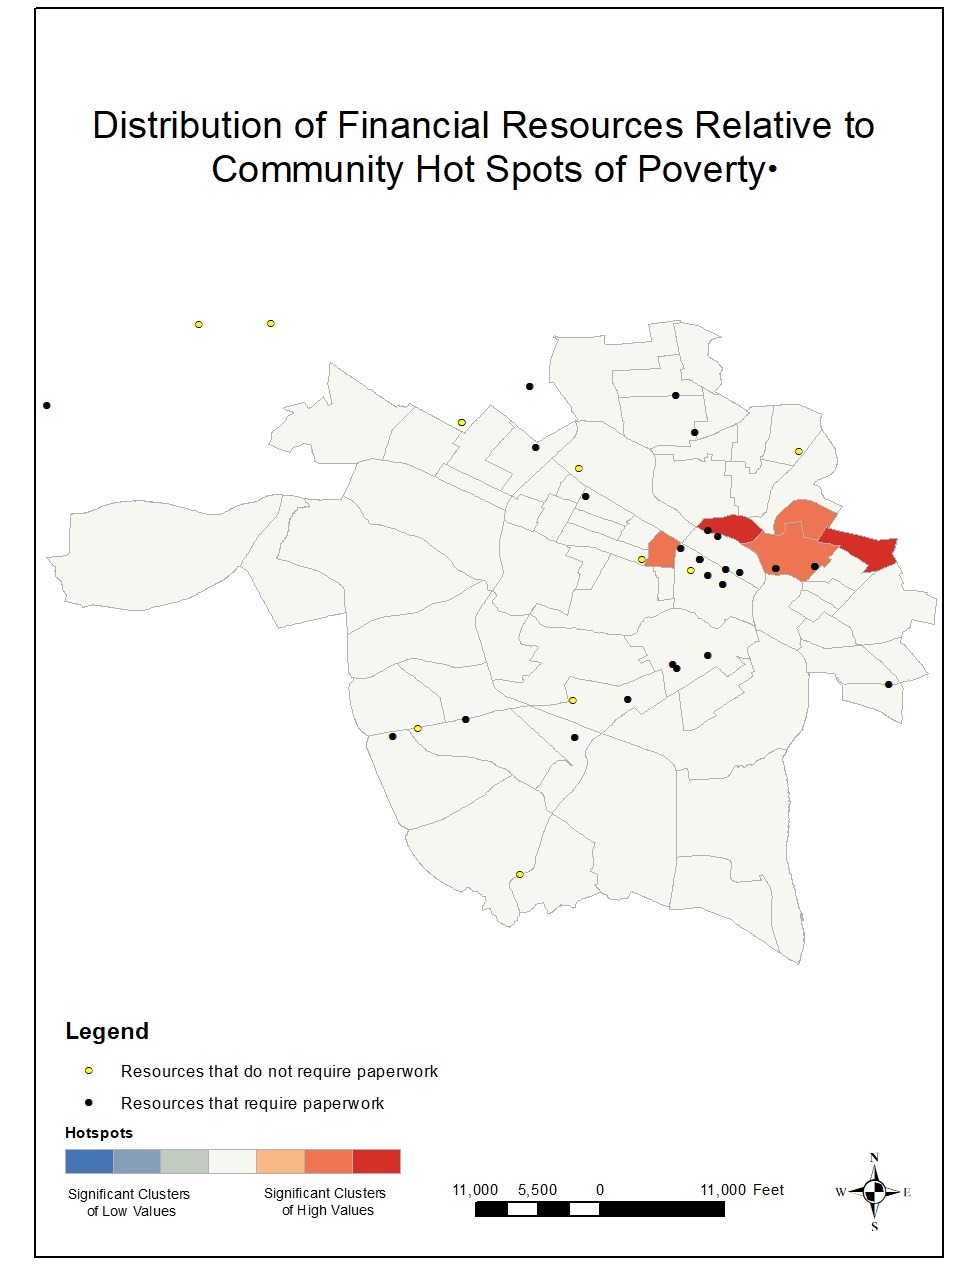 Distribution of Financial Resources Relative to
Community Hot Spots of Poverty•
Legend
Resources that do not require paperwork
Resources that require paperwork
Hotspots
Significant Clusters
of Low Values
Significant Clusters
of High Values
11,000 5,500 0 11,000 Feet
N
W E
S